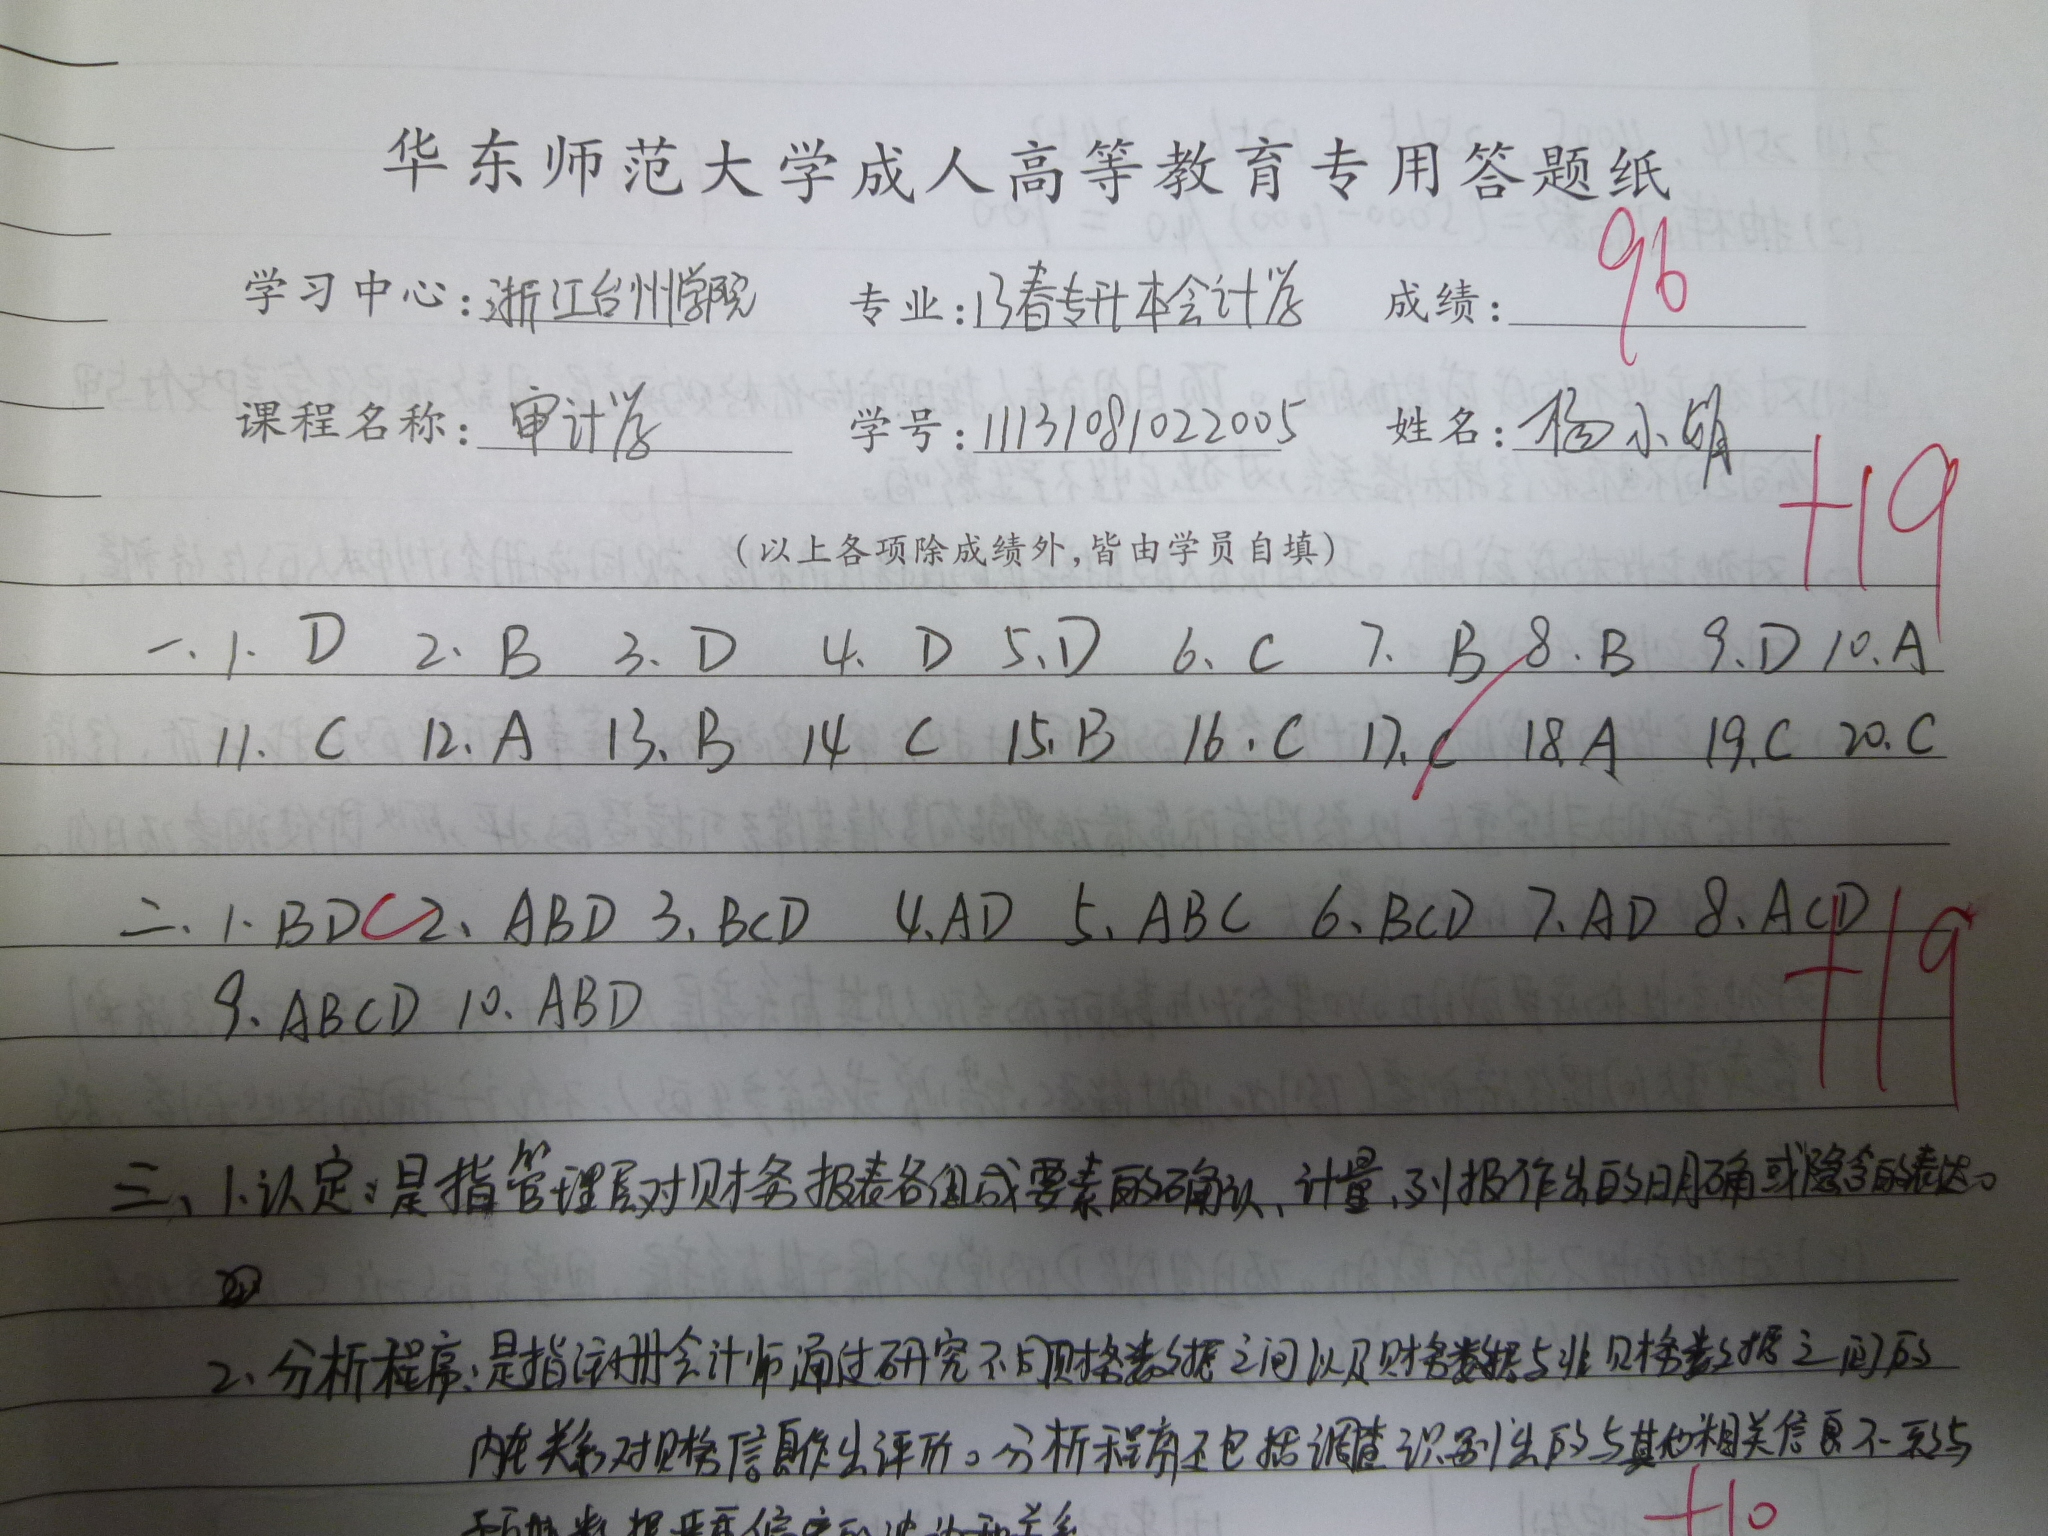 华东师范大学成人高等教育专用答题纸
学习中心:浙江台州学院 专业:13春专升本会计学 成绩:96
课程名称:审计学 学号:11131081022005 姓名:杨小萌
+19
(以上各项除成绩外,皆由学员自填)
一、1. D 2. B 3. D 4. D 5. D 6. C 7. B 8. B 9. D 10. A
11. C 12. A 13. B 14 C 15. B 16. C 17. C 18. A 19. C 20. C
二、1. BDC 2. ABD 3. BCD 4. AD 5. ABC 6. BCD 7. AD 8. ACD
+19
9. ABCD 10. ABD
三、1.认定:是指管理层对财务报表各组成要素的确认、计量、列报作出的明确或隐含的表达。
2.分析程序:是指注册会计师通过研究不同财务数据之间以及财务数据与非财务数据之间的
内在关系对财务信息作出评价。分析程序还包括调查识别出的与其他相关信息不一致或与
预期数据严重偏离的波动和关系
+10